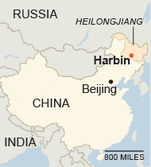 RUSSIA
HEILONGJIANG
Harbin
Beijing
CHINA
INDIA
800 MILES